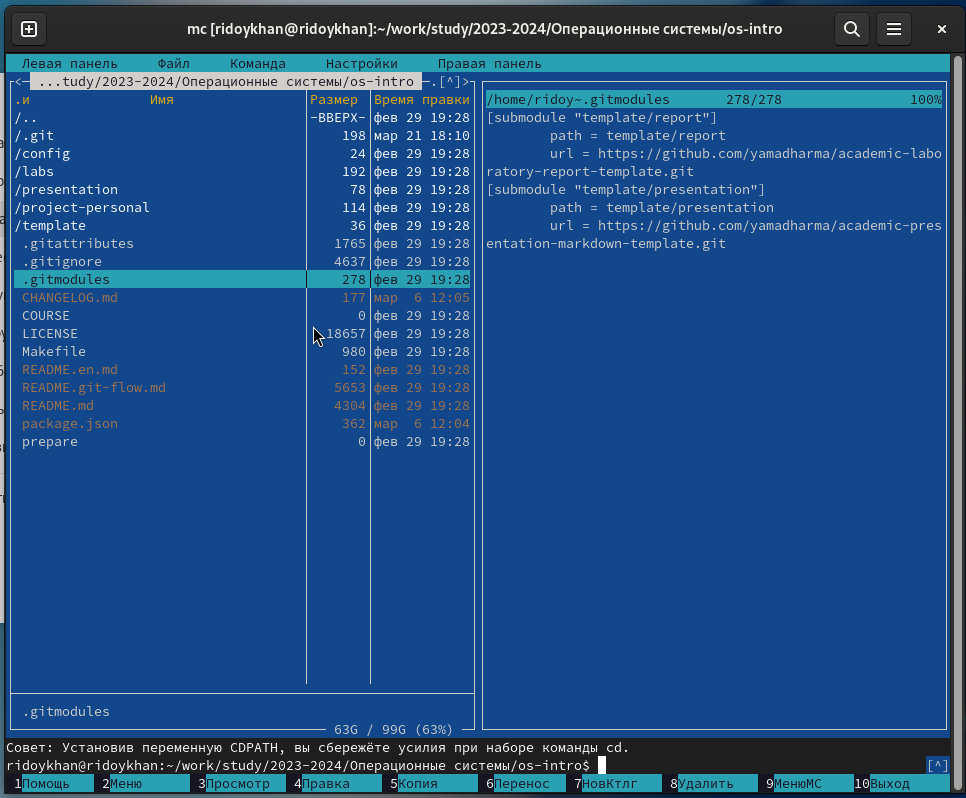 mc [ridoykhan@ridoykhan]:~/work/study/2023-2024/Операционные системы/os-intro
Левая панель Файл Команда Настройки Правая панель
<─ ...tudy/2023-2024/Операционные системы/os-intro ─.[^]>
.и Имя Размер Время правки
/.. -ВВЕРХ- фев 29 19:28
/.git 198 мар 21 18:10
/config 24 фев 29 19:28
/labs 192 фев 29 19:28
/presentation 78 фев 29 19:28
/project-personal 114 фев 29 19:28
/template 36 фев 29 19:28
.gitattributes 1765 фев 29 19:28
.gitignore 4637 фев 29 19:28
.gitmodules 278 фев 29 19:28
CHANGELOG.md 177 мар 6 12:05
COURSE 0 фев 29 19:28
LICENSE 18657 фев 29 19:28
Makefile 980 фев 29 19:28
README.en.md 152 фев 29 19:28
README.git-flow.md 5653 фев 29 19:28
README.md 4304 фев 29 19:28
package.json 362 мар 6 12:04
prepare 0 фев 29 19:28
.gitmodules
63G / 99G (63%)
/home/ridoy~.gitmodules 278/278 100%
[submodule "template/report"]
path = template/report
url = https://github.com/yamadharma/academic-labo
ratory-report-template.git
[submodule "template/presentation"]
path = template/presentation
url = https://github.com/yamadharma/academic-pres
entation-markdown-template.git
Совет: Установив переменную CDPATH, вы сбережёте усилия при наборе команды cd.
ridoykhan@ridoykhan:~/work/study/2023-2024/Операционные системы/os-intro$ [^]
1Помощь 2Меню 3Просмотр 4Правка 5Копия 6Перенос 7НовКтлг 8Удалить 9МенюMC 10Выход